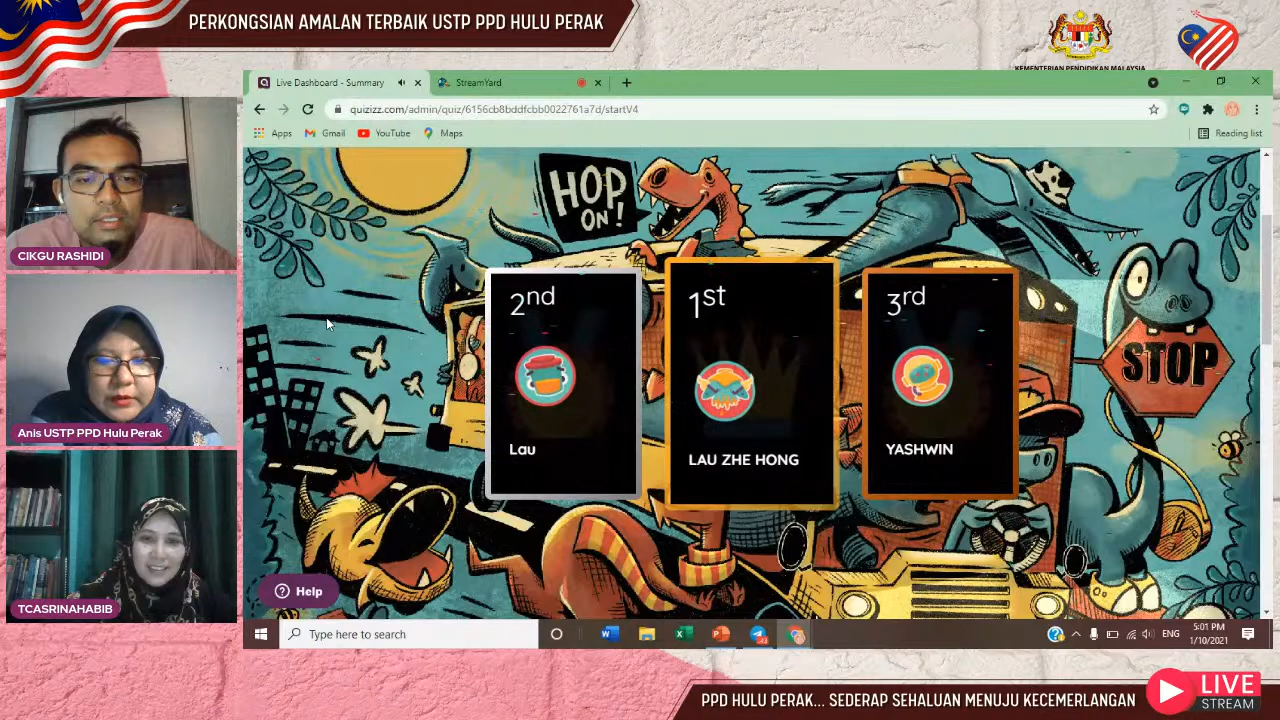 PERKONGSIAN AMALAN TERBAIK USTP PPD HULU PERAK
KEMENTERIAN PENDIDIKAN MALAYSIA
Live Dashboard - Summary
StreamYard
quizizz.com/admin/quiz/6156cb8bddfcbb0022761a7d/startV4
Apps
Gmail
YouTube
Maps
Reading list
HOP
ON!
STOP
2nd
Lau
1st
LAU ZHE HONG
3rd
YASHWIN
Help
CIKGU RASHIDI
Anis USTP PPD Hulu Perak
TCASRINAHABIB
Type here to search
ENG
5:01 PM
1/10/2021
PPD HULU PERAK... SEDERAP SEHALUAN MENUJU KECEMERLANGAN
LIVE
STREAM